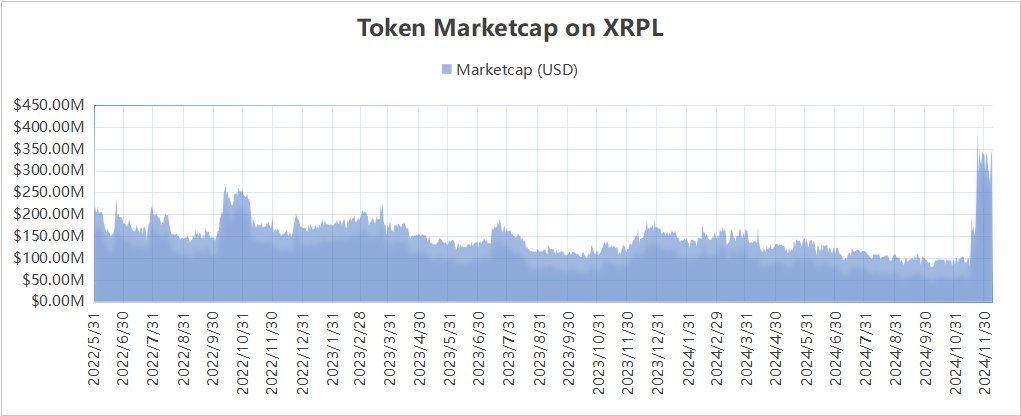 Token Marketcap on XRPL
Marketcap (USD)
$450.00M
$400.00M
$350.00M
$300.00M
$250.00M
$200.00M
$150.00M
$100.00M
$50.00M
$0.00M
2022/5/31
2022/6/30
2022/7/31
2022/8/31
2022/9/30
2022/10/31
2022/11/30
2022/12/31
2023/1/31
2023/2/28
2023/3/31
2023/4/30
2023/5/31
2023/6/30
2023/7/31
2023/8/31
2023/9/30
2023/10/31
2023/11/30
2023/12/31
2024/1/31
2024/2/29
2024/3/31
2024/4/30
2024/5/31
2024/6/30
2024/7/31
2024/8/31
2024/9/30
2024/10/31
2024/11/30